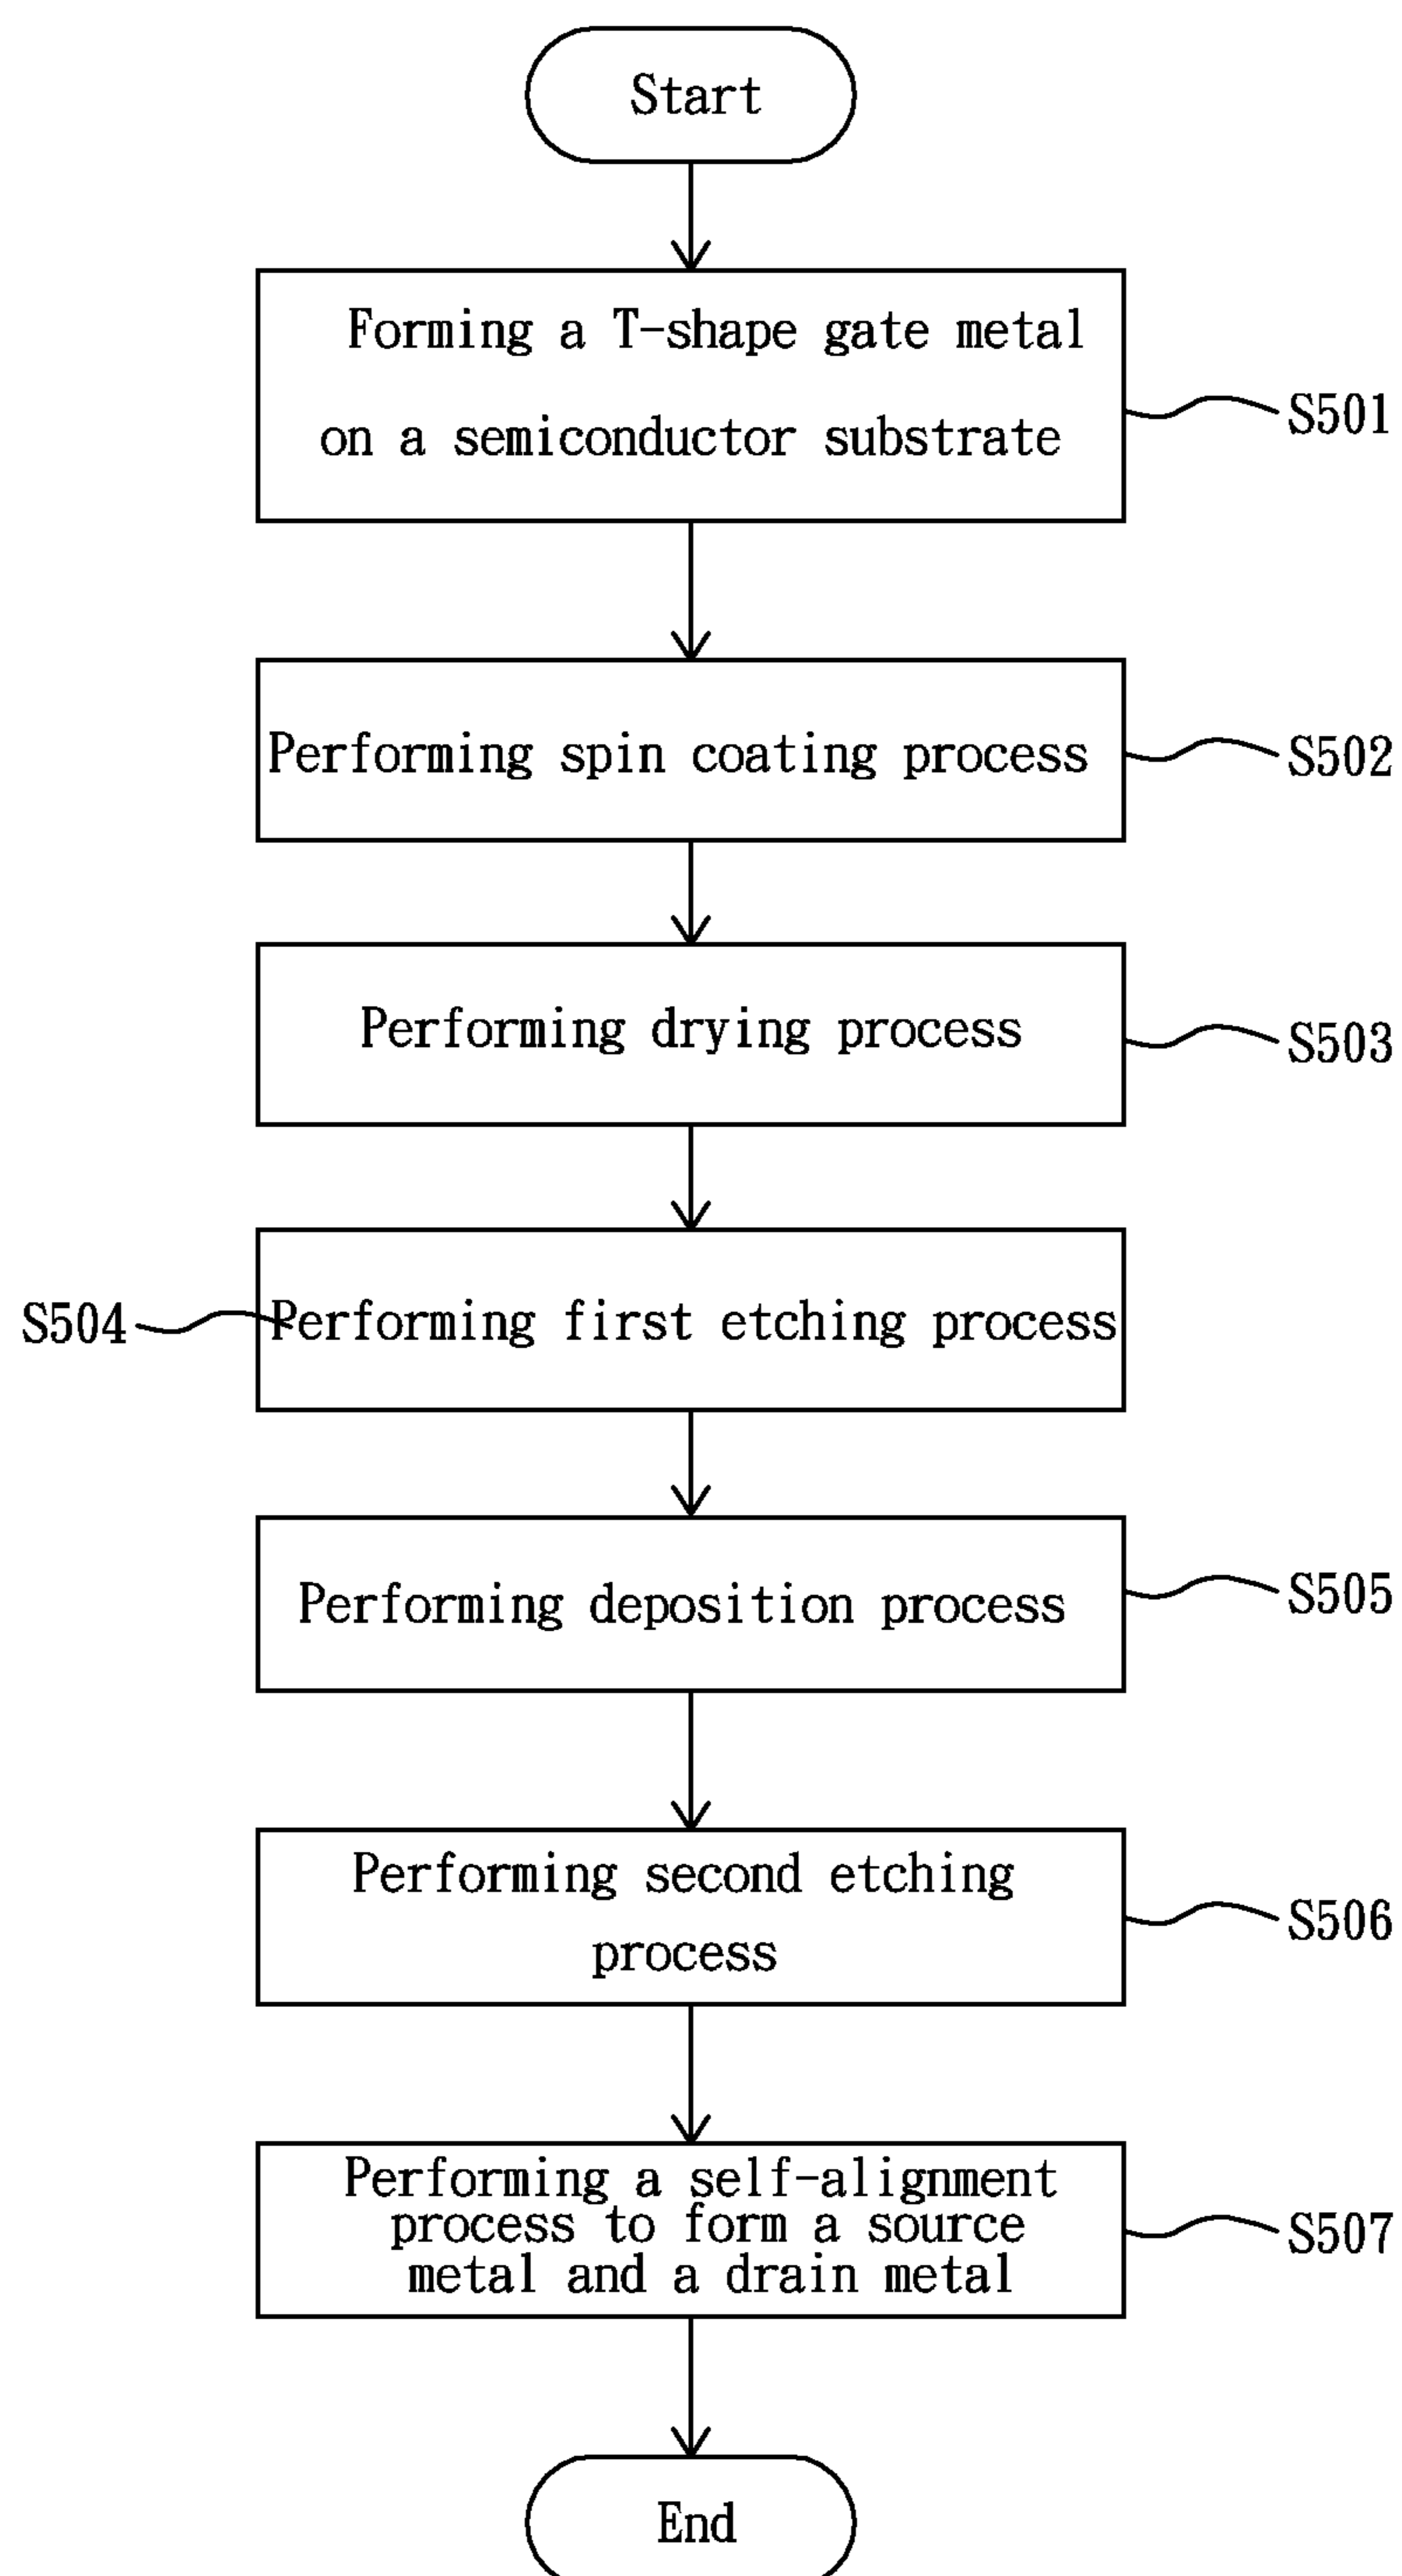 Start
Forming a T-shape gate metal
on a semiconductor substrate
S501
Performing spin coating process
S502
Performing drying process
S503
S504
Performing first etching process
Performing deposition process
S505
Performing second etching
process
S506
Performing a self-alignment
process to form a source
metal and a drain metal
S507
End